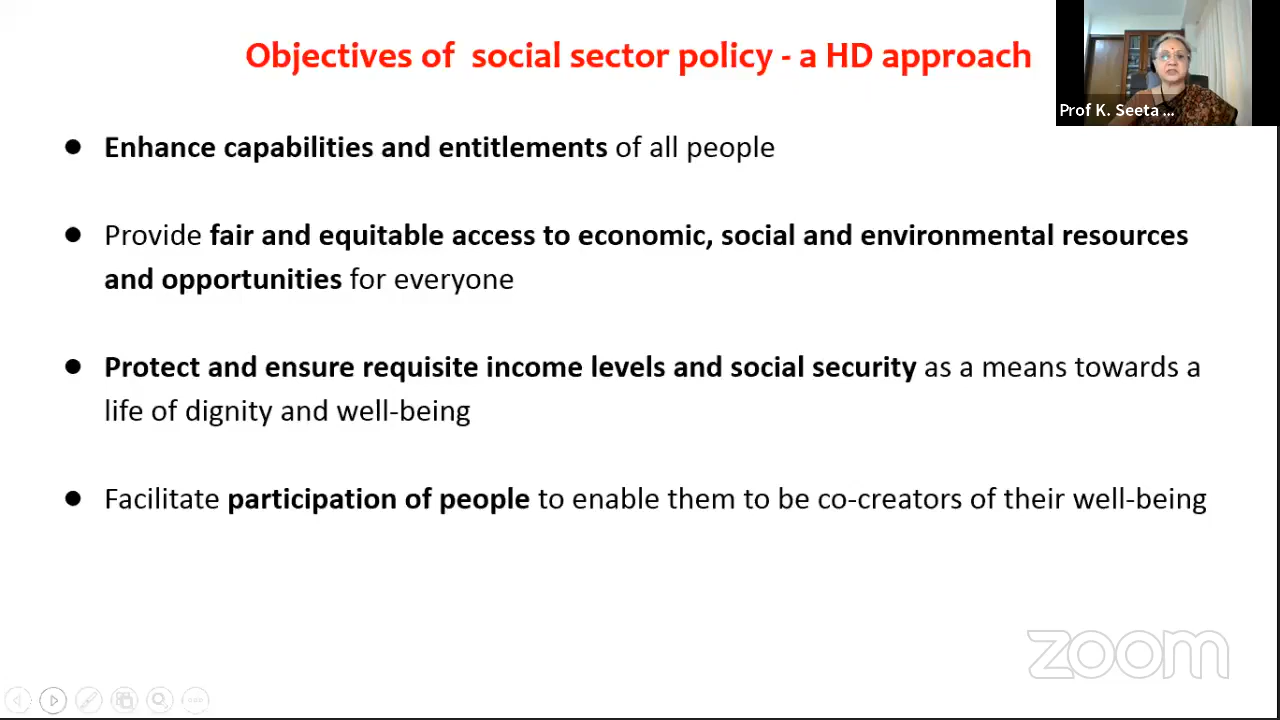 Objectives of social sector policy - a HD approach
Prof K. Seeta ...
● Enhance capabilities and entitlements of all people
● Provide fair and equitable access to economic, social and environmental resources
and opportunities for everyone
● Protect and ensure requisite income levels and social security as a means towards a
life of dignity and well-being
● Facilitate participation of people to enable them to be co-creators of their well-being
zoom